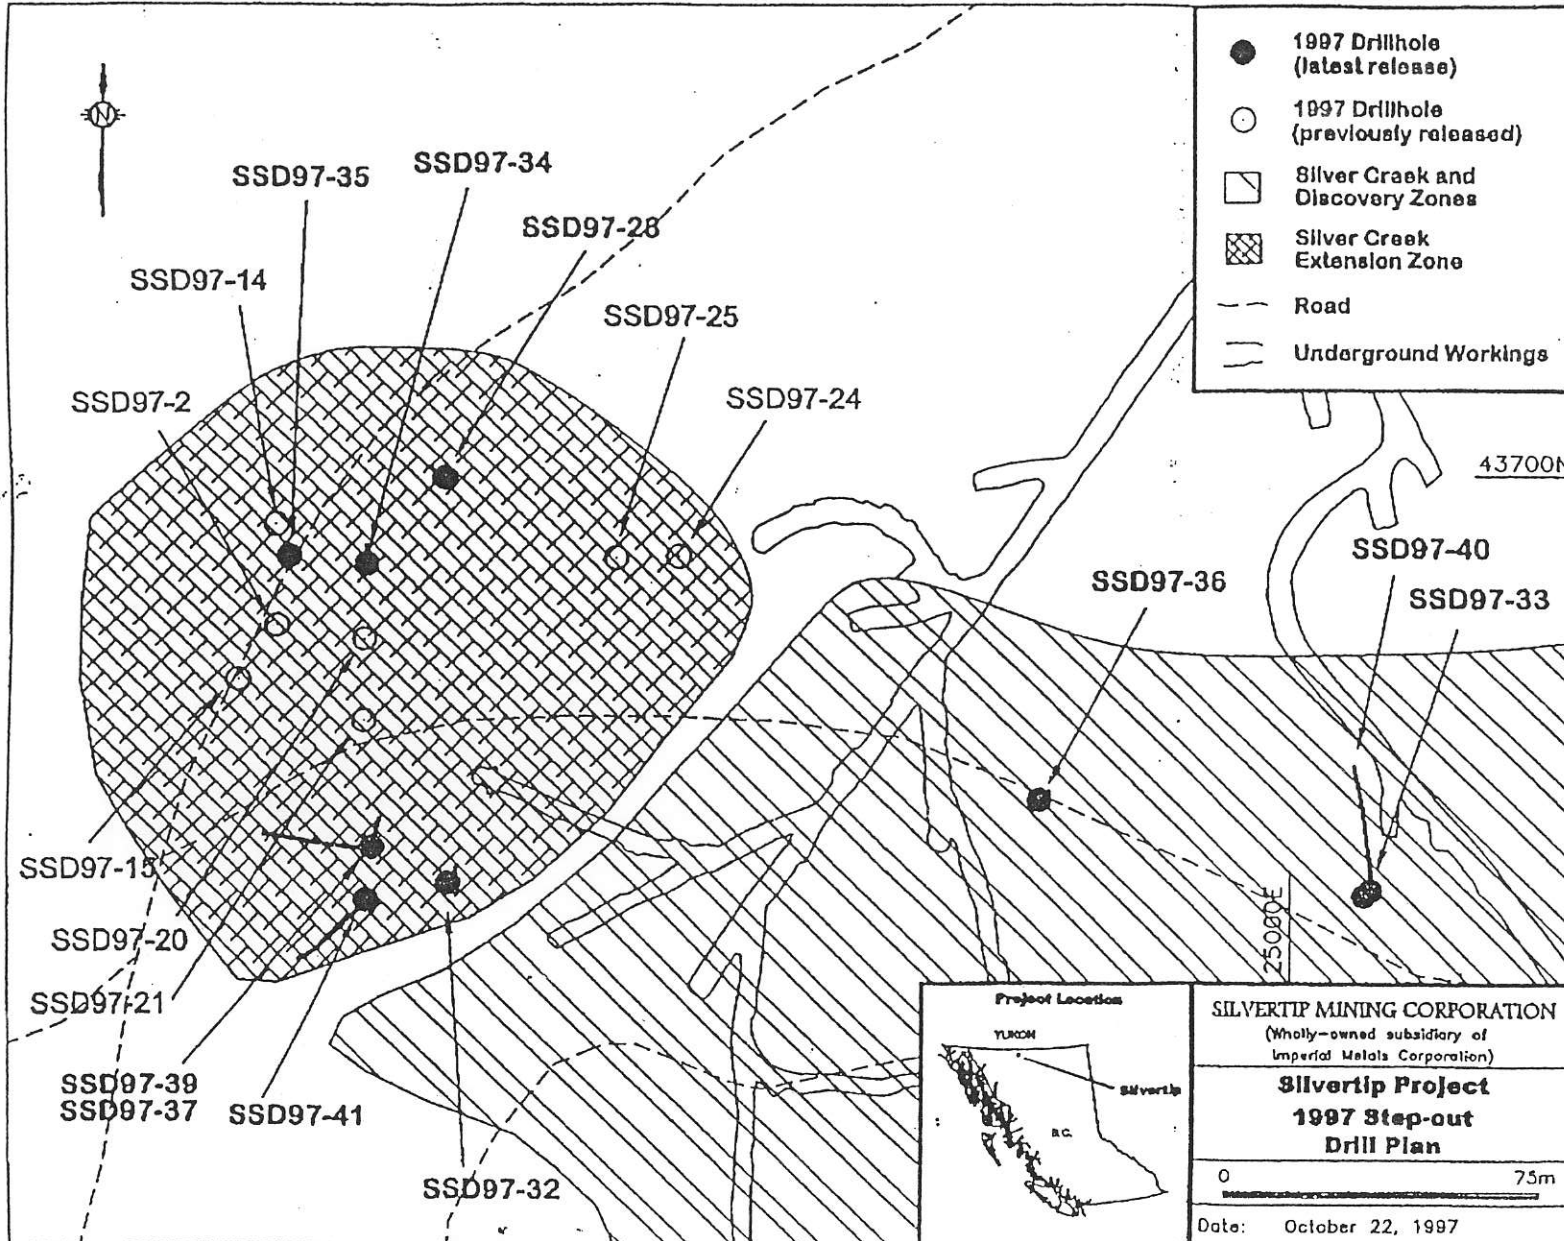 1997 Drillhole
(latest release)
1997 Drillhole
(previously released)
Silver Creek and
Discovery Zones
Silver Creek
Extension Zone
Road
Underground Workings
N
SSD97-34
SSD97-35
SSD97-28
SSD97-14
SSD97-25
SSD97-2
SSD97-24
43700N
SSD97-40
SSD97-36
SSD97-33
SSD97-15
SSD97-20
25000E
SSD97-21
SSD97-39
SSD97-37
SSD97-41
SSD97-32
Project Location
YUKON
Silvertip
B.C.
SILVERTIP MINING CORPORATION
(Wholly-owned subsidiary of
Imperial Metals Corporation)
Silvertip Project
1997 Step-out
Drill Plan
0 75m
Date: October 22, 1997